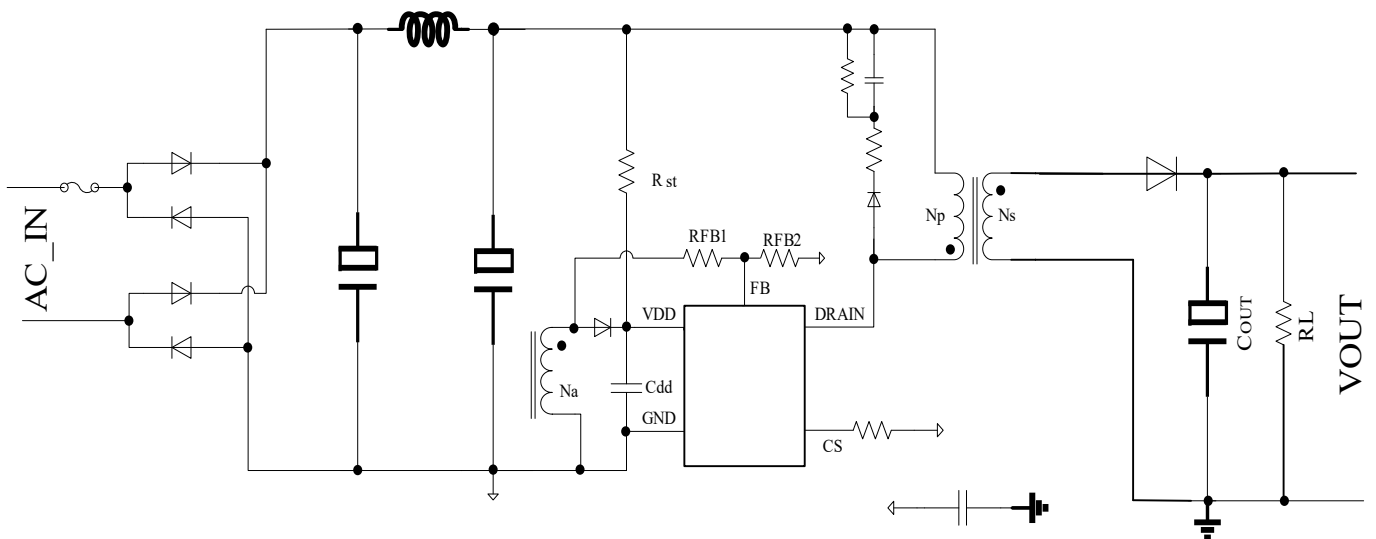 AC_IN
R st
RFB1
RFB2
FB
VDD
DRAIN
Na
Cdd
GND
CS
Np
Ns
COUT
RL
VOUT